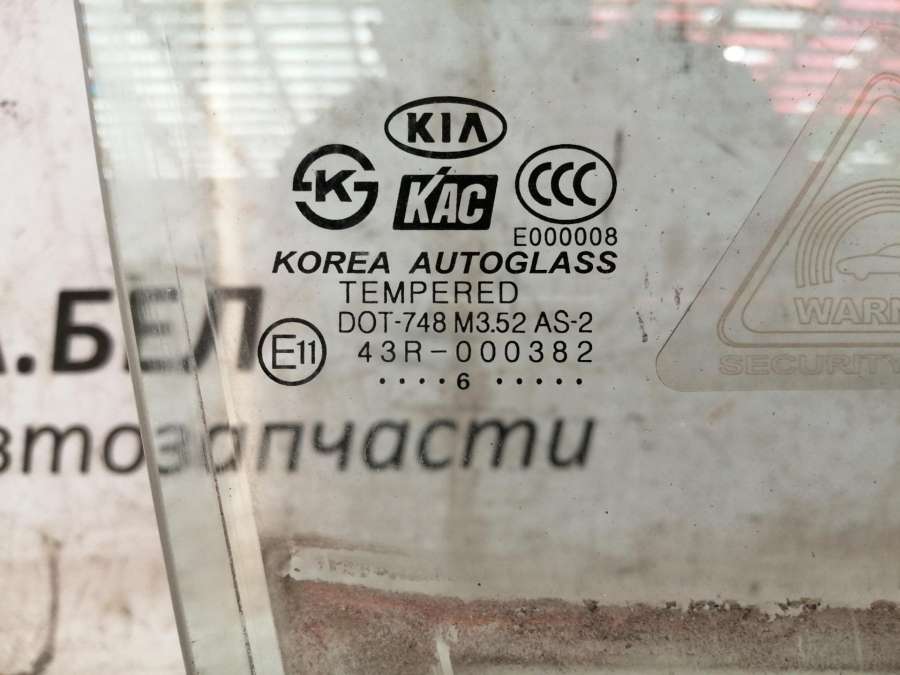 KIA
K KAC CCC
E000008
KOREA AUTOGLASS
TEMPERED
DOT-748 M3.52 AS-2
E11 43R-000382
....6 .....
.БЕЛ
автозапчасти
WARN
SECURITY